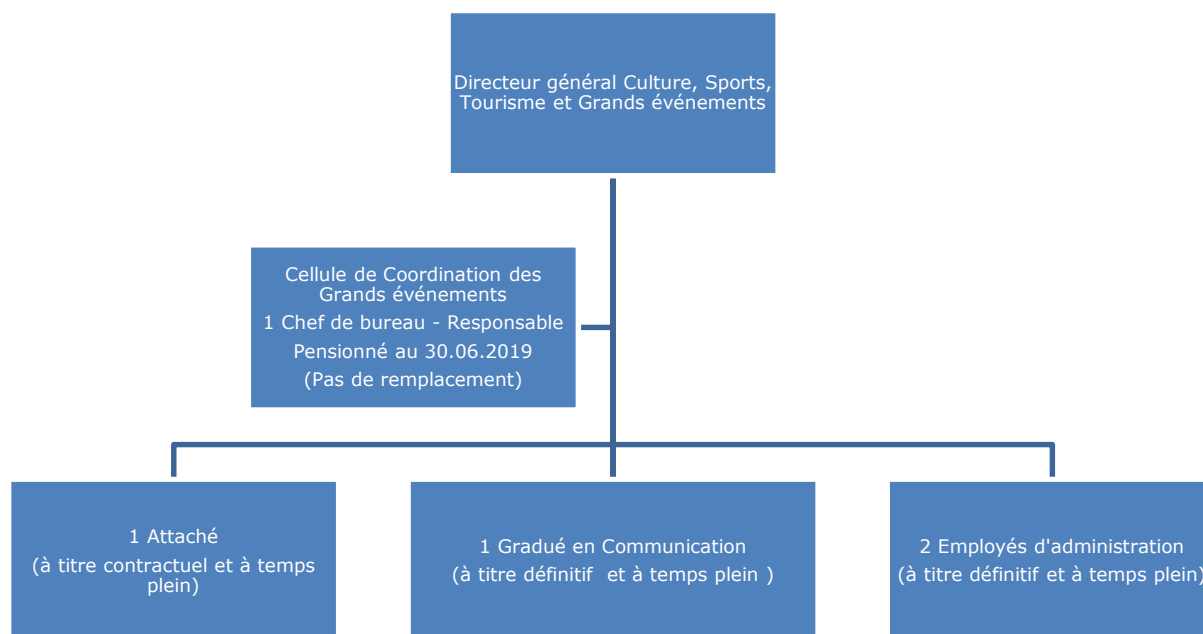 Directeur général Culture, Sports,
Tourisme et Grands événements
Cellule de Coordination des
Grands événements
1 Chef de bureau - Responsable
Pensionné au 30.06.2019
(Pas de remplacement)
1 Attaché
(à titre contractuel et à temps
plein)
1 Gradué en Communication
(à titre définitif et à temps plein )
2 Employés d'administration
(à titre définitif et à temps plein)